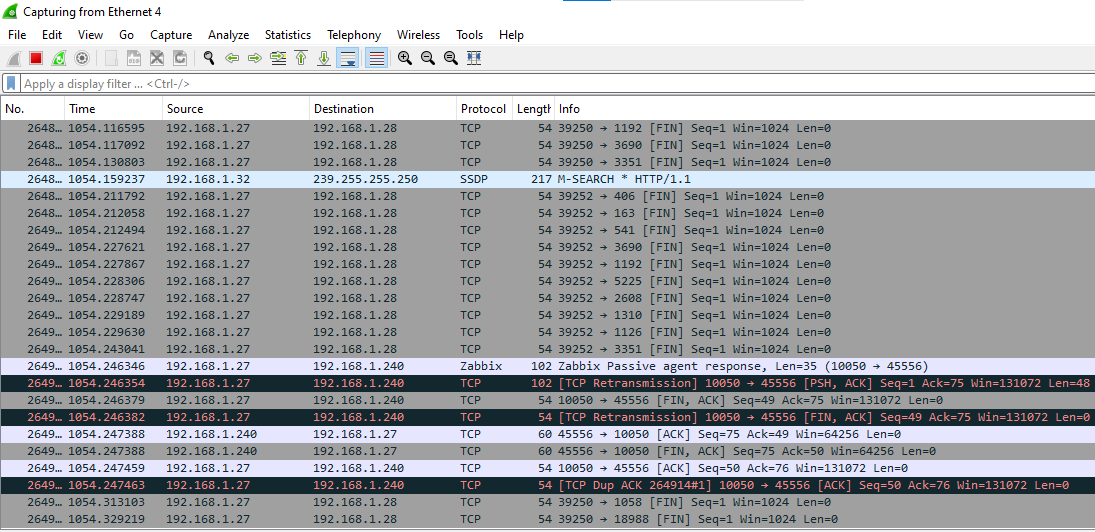 Capturing from Ethernet 4
File Edit View Go Capture Analyze Statistics Telephony Wireless Tools Help
Apply a display filter ... <Ctrl-/>
No. Time Source Destination Protocol Length Info
2648... 1054.116595 192.168.1.27 192.168.1.28 TCP 54 39250 → 1192 [FIN] Seq=1 Win=1024 Len=0
2648... 1054.117092 192.168.1.27 192.168.1.28 TCP 54 39250 → 3690 [FIN] Seq=1 Win=1024 Len=0
2648... 1054.130803 192.168.1.27 192.168.1.28 TCP 54 39250 → 3351 [FIN] Seq=1 Win=1024 Len=0
2648... 1054.159237 192.168.1.32 239.255.255.250 SSDP 217 M-SEARCH * HTTP/1.1
2648... 1054.211792 192.168.1.27 192.168.1.28 TCP 54 39252 → 406 [FIN] Seq=1 Win=1024 Len=0
2648... 1054.212058 192.168.1.27 192.168.1.28 TCP 54 39252 → 163 [FIN] Seq=1 Win=1024 Len=0
2649... 1054.212494 192.168.1.27 192.168.1.28 TCP 54 39252 → 541 [FIN] Seq=1 Win=1024 Len=0
2649... 1054.227621 192.168.1.27 192.168.1.28 TCP 54 39252 → 3690 [FIN] Seq=1 Win=1024 Len=0
2649... 1054.227867 192.168.1.27 192.168.1.28 TCP 54 39252 → 1192 [FIN] Seq=1 Win=1024 Len=0
2649... 1054.228306 192.168.1.27 192.168.1.28 TCP 54 39252 → 5225 [FIN] Seq=1 Win=1024 Len=0
2649... 1054.228747 192.168.1.27 192.168.1.28 TCP 54 39252 → 2608 [FIN] Seq=1 Win=1024 Len=0
2649... 1054.229189 192.168.1.27 192.168.1.28 TCP 54 39252 → 1310 [FIN] Seq=1 Win=1024 Len=0
2649... 1054.229630 192.168.1.27 192.168.1.28 TCP 54 39252 → 1126 [FIN] Seq=1 Win=1024 Len=0
2649... 1054.243041 192.168.1.27 192.168.1.28 TCP 54 39252 → 3351 [FIN] Seq=1 Win=1024 Len=0
2649... 1054.246346 192.168.1.27 192.168.1.240 Zabbix 102 Zabbix Passive agent response, Len=35 (10050 → 45556)
2649... 1054.246354 192.168.1.27 192.168.1.240 TCP 102 [TCP Retransmission] 10050 → 45556 [PSH, ACK] Seq=1 Ack=75 Win=131072 Len=48
2649... 1054.246379 192.168.1.27 192.168.1.240 TCP 54 10050 → 45556 [FIN, ACK] Seq=49 Ack=75 Win=131072 Len=0
2649... 1054.246382 192.168.1.27 192.168.1.240 TCP 54 [TCP Retransmission] 10050 → 45556 [FIN, ACK] Seq=49 Ack=75 Win=131072 Len=0
2649... 1054.247388 192.168.1.240 192.168.1.27 TCP 60 45556 → 10050 [ACK] Seq=75 Ack=49 Win=64256 Len=0
2649... 1054.247388 192.168.1.240 192.168.1.27 TCP 60 45556 → 10050 [FIN, ACK] Seq=75 Ack=50 Win=64256 Len=0
2649... 1054.247459 192.168.1.27 192.168.1.240 TCP 54 10050 → 45556 [ACK] Seq=50 Ack=76 Win=131072 Len=0
2649... 1054.247463 192.168.1.27 192.168.1.240 TCP 54 [TCP Dup ACK 264914#1] 10050 → 45556 [ACK] Seq=50 Ack=76 Win=131072 Len=0
2649... 1054.313103 192.168.1.27 192.168.1.28 TCP 54 39250 → 1058 [FIN] Seq=1 Win=1024 Len=0
2649... 1054.329219 192.168.1.27 192.168.1.28 TCP 54 39250 → 18988 [FIN] Seq=1 Win=1024 Len=0